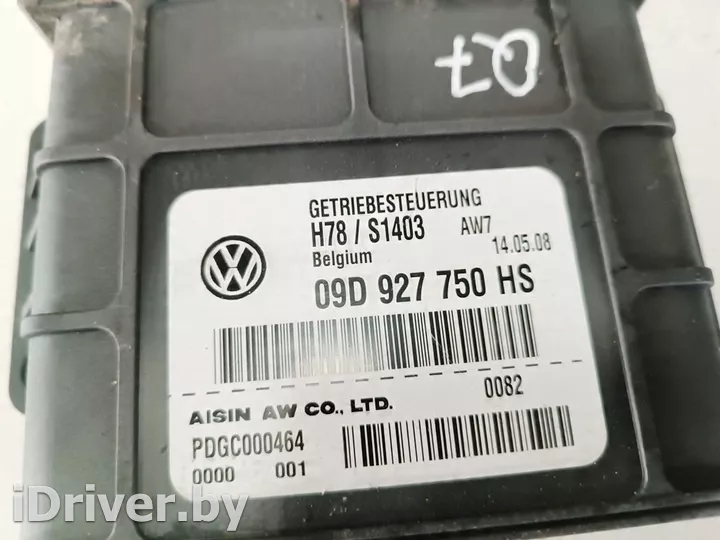 Q7
GETRIEBESTEUERUNG
H78 / S1403 AW7
Belgium 14.05.08
09D 927 750 HS
0082
AISIN AW CO., LTD.
PDGC000464
0000 001
iDriver.by